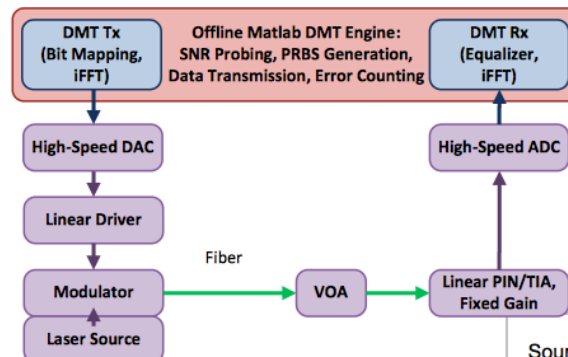 DMT Tx
(Bit Mapping,
iFFT)
Offline Matlab DMT Engine:
SNR Probing, PRBS Generation,
Data Transmission, Error Counting
DMT Rx
(Equalizer,
iFFT)
High-Speed DAC
High-Speed ADC
Linear Driver
Fiber
Modulator
VOA
Linear PIN/TIA,
Fixed Gain
Laser Source